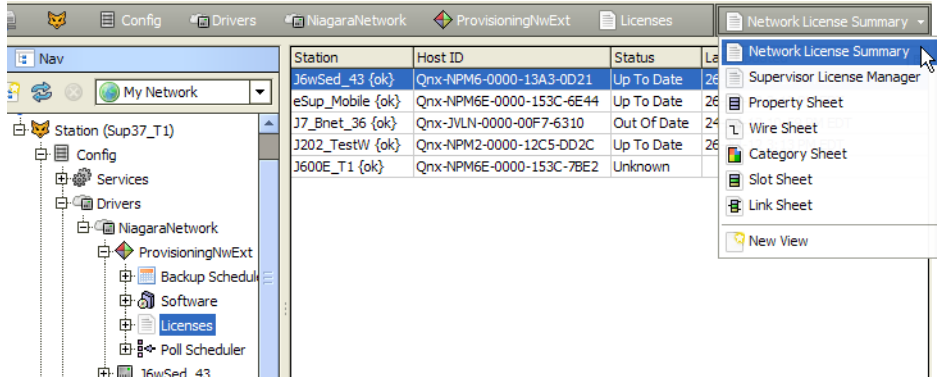 Config Drivers NiagaraNetwork ProvisioningNwExt Licenses Network License Summary
Nav
My Network
Station (Sup37_T1)
Config
Services
Drivers
NiagaraNetwork
ProvisioningNwExt
Backup Schedul
Software
Licenses
Poll Scheduler
J6wSed_43
Station Host ID Status La
J6wSed_43 {ok} Qnx-NPM6-0000-13A3-0D21 Up To Date 26
eSup_Mobile {ok} Qnx-NPM6E-0000-153C-6E44 Up To Date 26
J7_Bnet_36 {ok} Qnx-JVLN-0000-00F7-6310 Out Of Date 24
J202_TestW {ok} Qnx-NPM2-0000-12C5-DD2C Up To Date 26
J600E_T1 {ok} Qnx-NPM6E-0000-153C-7BE2 Unknown
Network License Summary
Supervisor License Manager
Property Sheet
Wire Sheet
Category Sheet
Slot Sheet
Link Sheet
New View